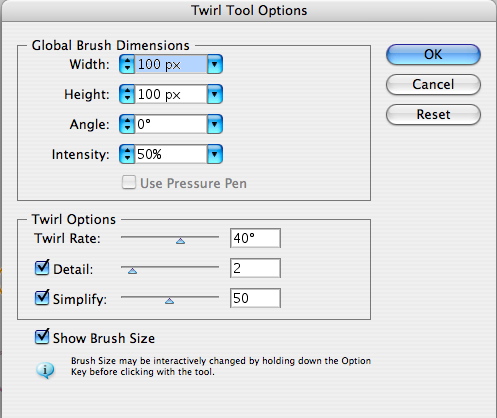 Twirl Tool Options
Global Brush Dimensions
Width: 100 px
Height: 100 px
Angle: 0°
Intensity: 50%
Use Pressure Pen
OK
Cancel
Reset
Twirl Options
Twirl Rate: 40°
Detail: 2
Simplify: 50
Show Brush Size
Brush Size may be interactively changed by holding down the Option
Key before clicking with the tool.